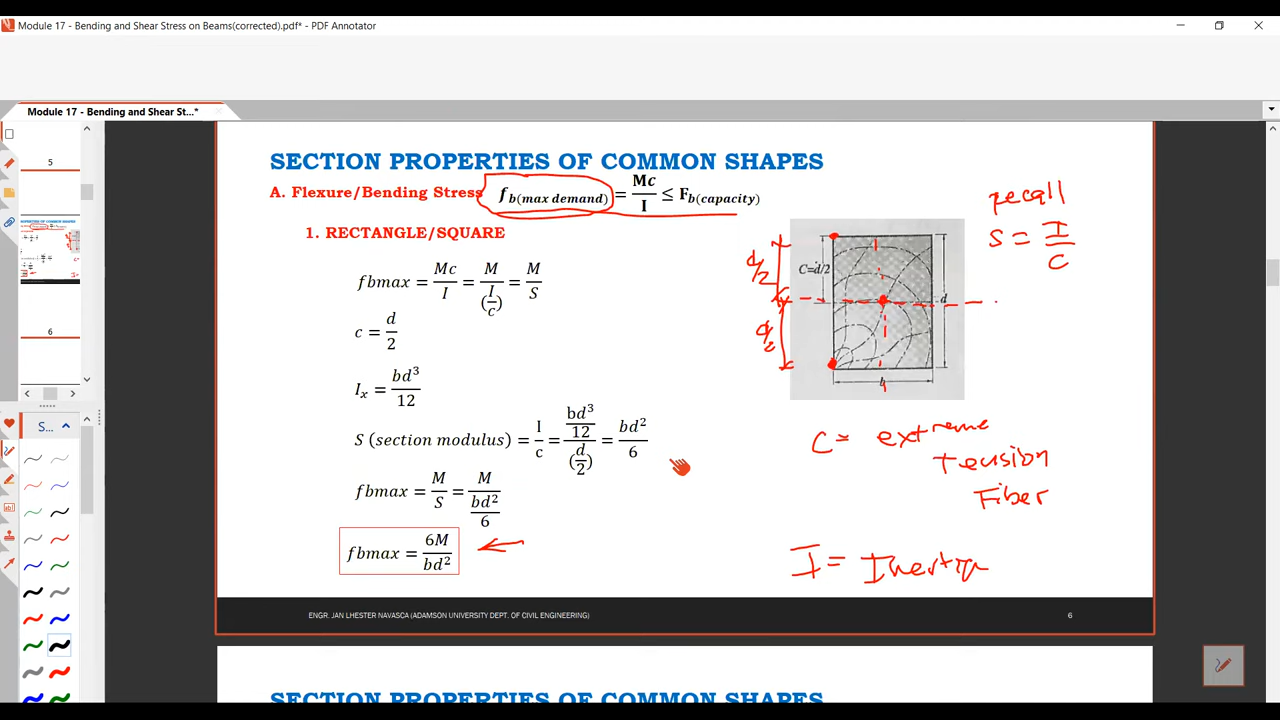 Module 17 - Bending and Shear Stress on Beams(corrected).pdf* - PDF Annotator
Module 17 - Bending and Shear St...*
5
6
S...
SECTION PROPERTIES OF COMMON SHAPES
A. Flexure/Bending Stress f b(max demand) = Mc/I ≤ F b(capacity)
1. RECTANGLE/SQUARE
fbmax = Mc/I = M/(I/c) = M/S
c = d/2
I_x = bd³/12
S (section modulus) = I/c = (bd³/12)/(d/2) = bd²/6
fbmax = M/S = M/(bd²/6)
fbmax = 6M/bd²
recall
S = I/C
d/2
C=d/2
d
d/2
b
C = extreme
tension
Fiber
I = Inertia
ENGR. JAN LHESTER NAVASCA (ADAMSON UNIVERSITY DEPT. OF CIVIL ENGINEERING)
6
SECTION PROPERTIES OF COMMON SHAPES